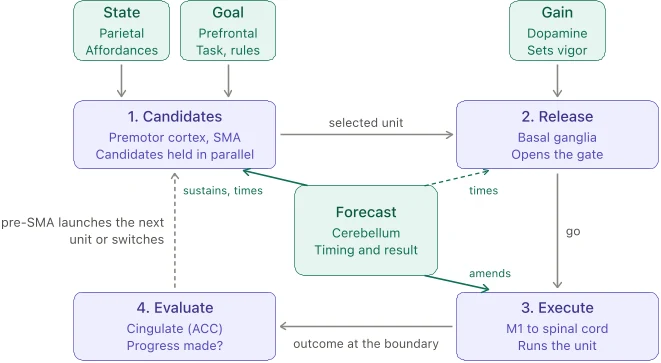 State
Parietal
Affordances
Goal
Prefrontal
Task, rules
Gain
Dopamine
Sets vigor
1. Candidates
Premotor cortex, SMA
Candidates held in parallel
selected unit
2. Release
Basal ganglia
Opens the gate
sustains, times
times
Forecast
Cerebellum
Timing and result
pre-SMA launches the next
unit or switches
go
amends
4. Evaluate
Cingulate (ACC)
Progress made?
outcome at the boundary
3. Execute
M1 to spinal cord
Runs the unit